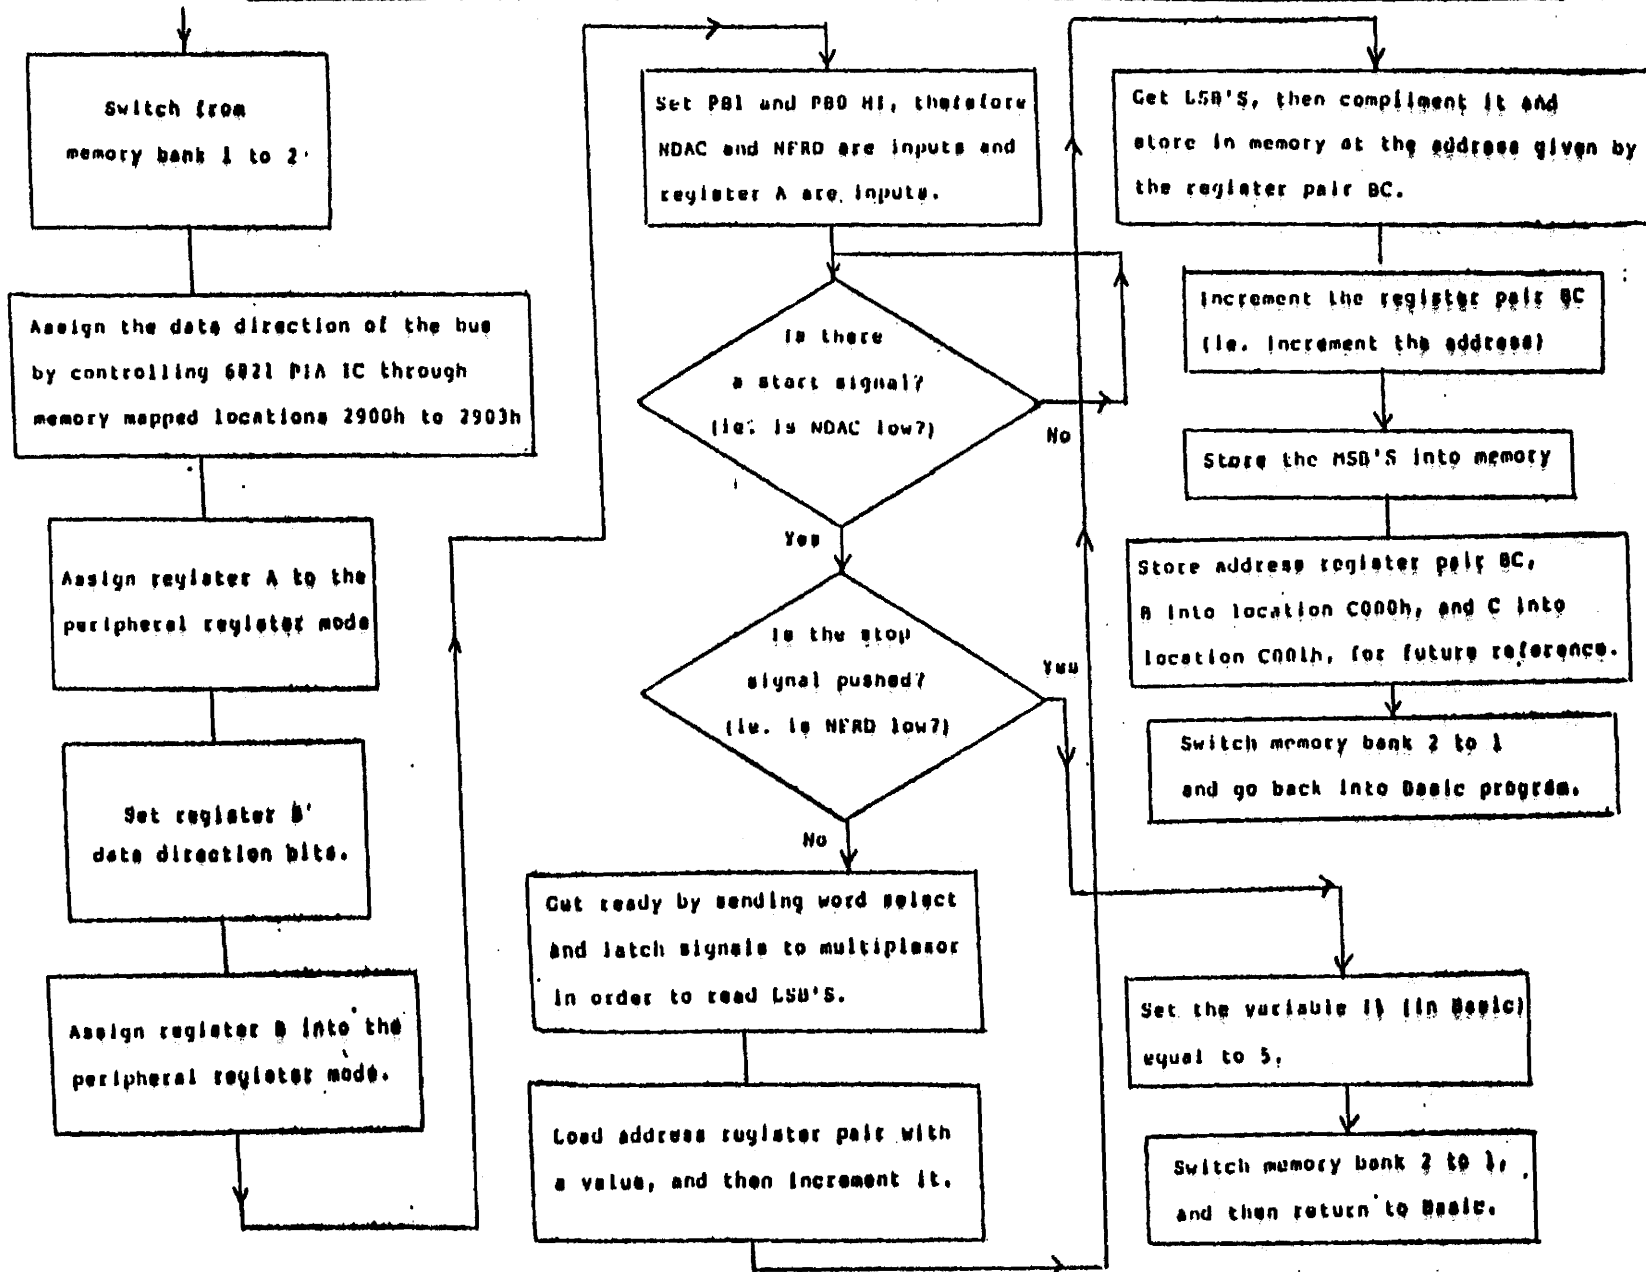 Switch from
memory bank 1 to 2
Assign the data direction of the bus
by controlling 6821 PIA IC through
memory mapped locations 2900h to 2903h
Assign register A to the
peripheral register mode
Set register B'
data direction bits.
Assign register B into the
peripheral register mode.
Set PB1 and PB0 HI, therefore
NDAC and NFRD are inputs and
register A are inputs.
Is there
a start signal?
(ie. is NDAC low?)
No
Yes
Is the stop
signal pushed?
(ie. is NFRD low?)
Yes
No
Get ready by sending word select
and latch signals to multiplexor
in order to read LSB'S.
Load address register pair with
a value, and then increment it.
Get LSB'S, then compliment it and
store in memory at the address given by
the register pair BC.
Increment the register pair BC
(ie. increment the address)
Store the MSB'S into memory
Store address register pair BC,
B into location C000h, and C into
location C001h, for future reference.
Switch memory bank 2 to 1
and go back into Basic program.
Set the variable (in Basic)
equal to 5.
Switch memory bank 2 to 1,
and then return to Basic.